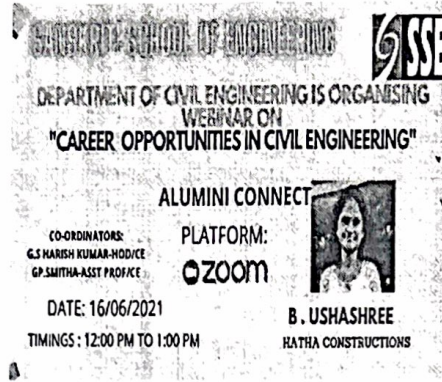 SANSKRITI SCHOOL OF ENGINEERING
SSE
DEPARTMENT OF CIVIL ENGINEERING IS ORGANISING
WEBINAR ON
"CAREER OPPORTUNITIES IN CIVIL ENGINEERING"
ALUMINI CONNECT
CO-ORDINATORS:
G.S HARISH KUMAR-HOD/CE
GP.SMITHA-ASST PROF/CE
PLATFORM:
zoom
DATE: 16/06/2021
TIMINGS : 12:00 PM TO 1:00 PM
B. USHASHREE
HATHA CONSTRUCTIONS